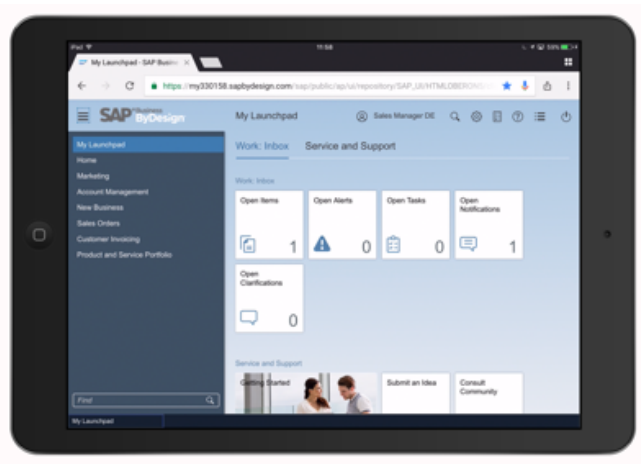 iPad
11:58
55%
My Launchpad - SAP Busine
https://my330158.sapbydesign.com/sap/public/ap/ui/repository/SAP_UI/HTML
SAP Business ByDesign
My Launchpad
Sales Manager DE
My Launchpad
Home
Marketing
Account Management
New Business
Sales Orders
Customer Invoicing
Product and Service Portfolio
Find
My Launchpad
Work: Inbox
Service and Support
Work: Inbox
Open Items
1
Open Alerts
0
Open Tasks
0
Open
Notifications
1
Open
Clarifications
0
Service and Support
Getting Started
Submit an Idea
Consult
Community